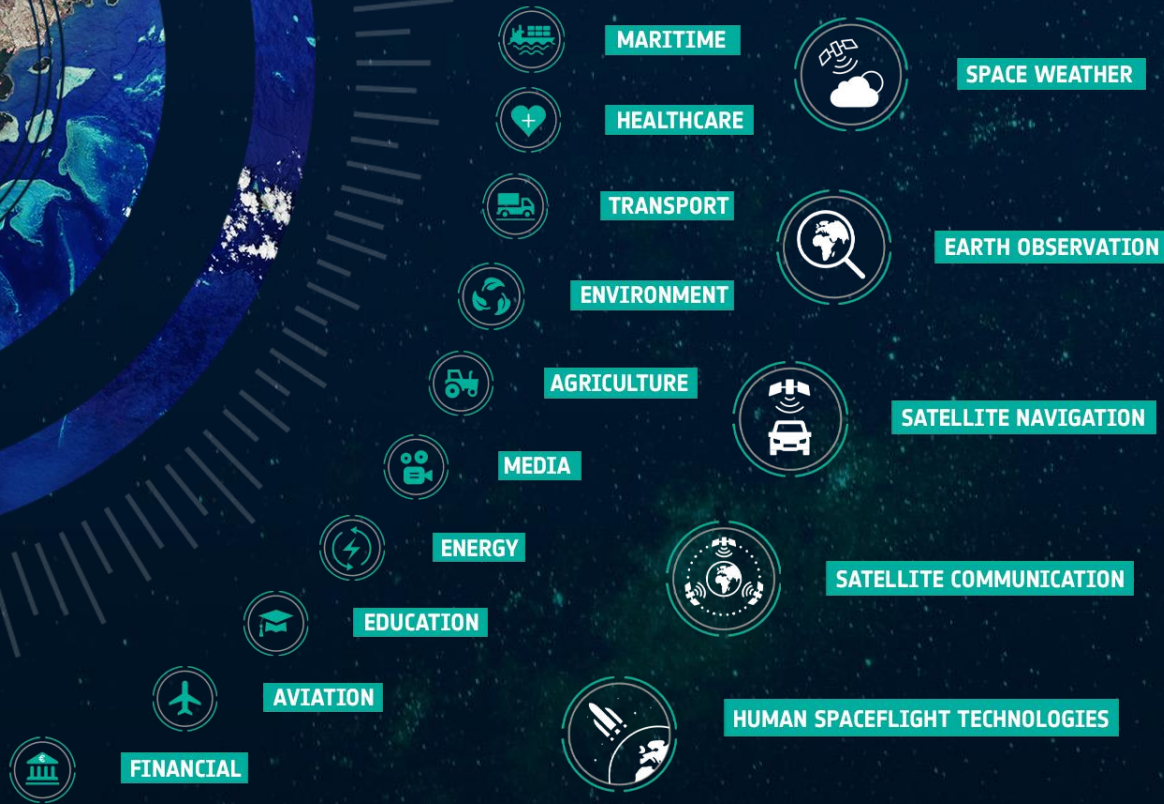 MARITIME
HEALTHCARE
TRANSPORT
ENVIRONMENT
AGRICULTURE
MEDIA
ENERGY
EDUCATION
AVIATION
€
FINANCIAL
SPACE WEATHER
EARTH OBSERVATION
SATELLITE NAVIGATION
SATELLITE COMMUNICATION
HUMAN SPACEFLIGHT TECHNOLOGIES